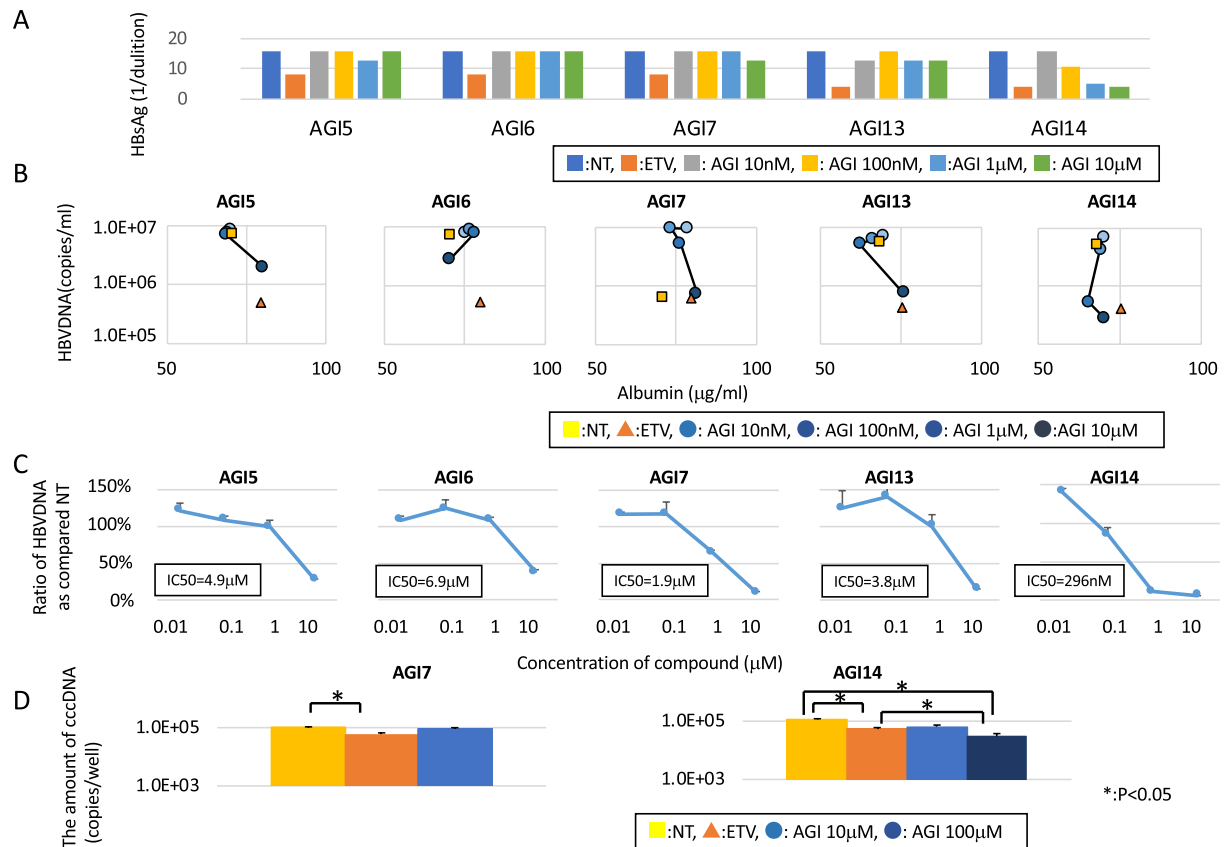 A
HBsAg (1/dulition)
20
10
0
AGI5 AGI6 AGI7 AGI13 AGI14
:NT, :ETV, : AGI 10nM, : AGI 100nM, :AGI 1μM, : AGI 10μM
B
HBVDNA(copies/ml)
AGI5 AGI6 AGI7 AGI13 AGI14
1.0E+07
1.0E+06
1.0E+05
50 100 50 100 50 100 50 100 50 100
Albumin (μg/ml)
:NT, :ETV, : AGI 10nM, : AGI 100nM, : AGI 1μM, :AGI 10μM
C
Ratio of HBVDNA
as compared NT
AGI5 AGI6 AGI7 AGI13 AGI14
150%
100%
50%
0%
IC50=4.9μM IC50=6.9μM IC50=1.9μM IC50=3.8μM IC50=296nM
0.01 0.1 1 10 0.01 0.1 1 10 0.01 0.1 1 10 0.01 0.1 1 10 0.01 0.1 1 10
Concentration of compound (μM)
D
The amount of cccDNA
(copies/well)
AGI7 AGI14
1.0E+05
1.0E+03
*
1.0E+05
1.0E+03
*
* *
*:P<0.05
:NT, :ETV, : AGI 10μM, : AGI 100μM